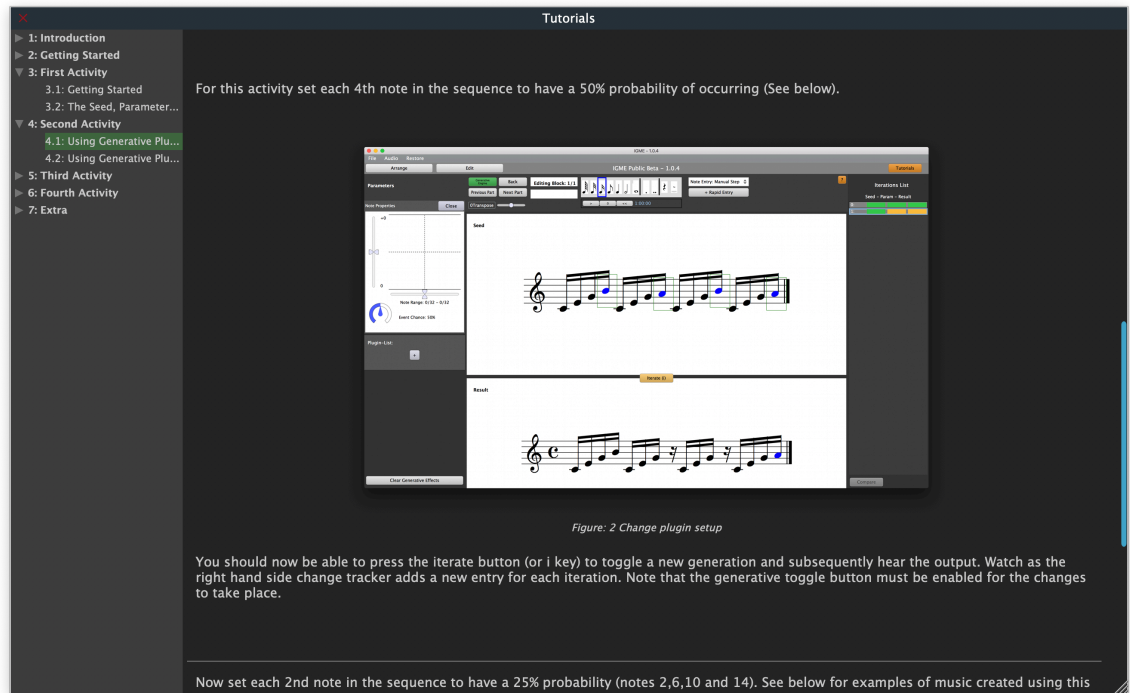 Tutorials
1: Introduction
2: Getting Started
3: First Activity
3.1: Getting Started
3.2: The Seed, Parameter...
4: Second Activity
4.1: Using Generative Plu...
4.2: Using Generative Plu...
5: Third Activity
6: Fourth Activity
7: Extra
For this activity set each 4th note in the sequence to have a 50% probability of occurring (See below).
IGME - 1.0.4
File Audio Restore
Arrange Edit IGME Public Beta - 1.0.4 Tutorials
Parameters
Back
Previous Part Next Part
Editing Block: 1/1
Note Entry: Manual Step
+ Rapid Entry
0Transpose
1:00:00
?
Iterations List
Seed - Param - Result
Note Properties Close
+0
0
Note Range: 0/32 - 0/32
Event Chance: 50%
Plugin-List:
+
Clear Generative Effects
Seed
Iterate (I)
Result
Compare
Figure: 2 Change plugin setup
You should now be able to press the iterate button (or i key) to toggle a new generation and subsequently hear the output. Watch as the
right hand side change tracker adds a new entry for each iteration. Note that the generative toggle button must be enabled for the changes
to take place.
Now set each 2nd note in the sequence to have a 25% probability (notes 2,6,10 and 14). See below for examples of music created using this